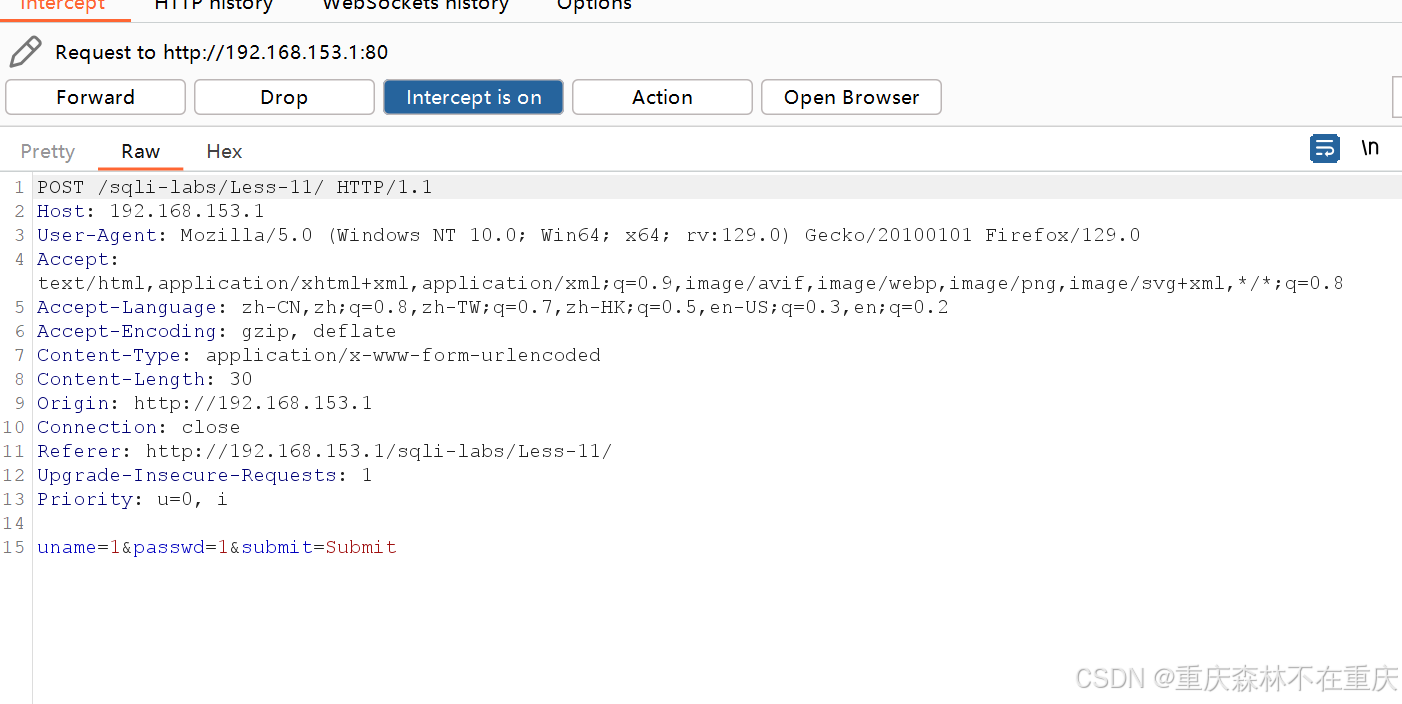 Intercept HTTP history WebSockets history Options
Request to http://192.168.153.1:80
Forward Drop Intercept is on Action Open Browser
Pretty Raw Hex \n
1 POST /sqli-labs/Less-11/ HTTP/1.1
2 Host: 192.168.153.1
3 User-Agent: Mozilla/5.0 (Windows NT 10.0; Win64; x64; rv:129.0) Gecko/20100101 Firefox/129.0
4 Accept:
text/html,application/xhtml+xml,application/xml;q=0.9,image/avif,image/webp,image/png,image/svg+xml,*/*;q=0.8
5 Accept-Language: zh-CN,zh;q=0.8,zh-TW;q=0.7,zh-HK;q=0.5,en-US;q=0.3,en;q=0.2
6 Accept-Encoding: gzip, deflate
7 Content-Type: application/x-www-form-urlencoded
8 Content-Length: 30
9 Origin: http://192.168.153.1
10 Connection: close
11 Referer: http://192.168.153.1/sqli-labs/Less-11/
12 Upgrade-Insecure-Requests: 1
13 Priority: u=0, i
14
15 uname=1&passwd=1&submit=Submit
CSDN @重庆森林不在重庆